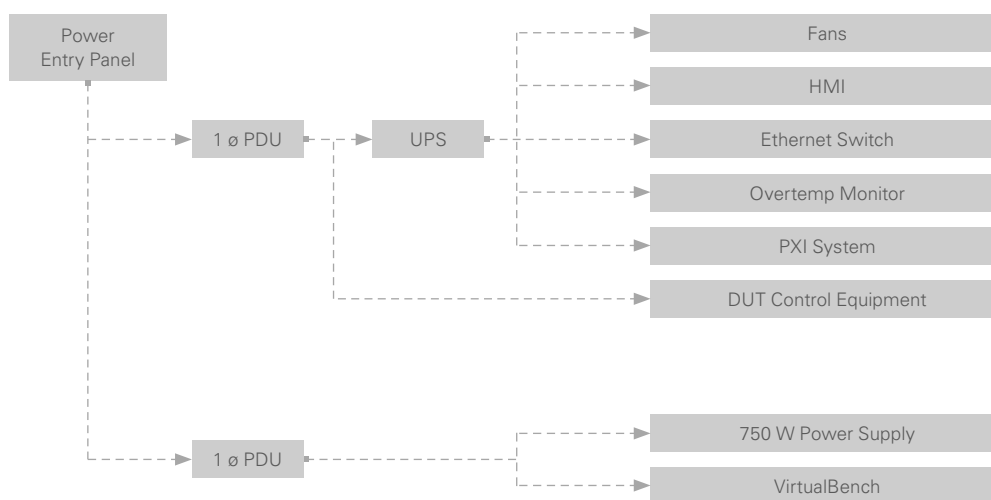 Power
Entry Panel
Fans
HMI
1 ø PDU
UPS
Ethernet Switch
Overtemp Monitor
PXI System
DUT Control Equipment
750 W Power Supply
1 ø PDU
VirtualBench